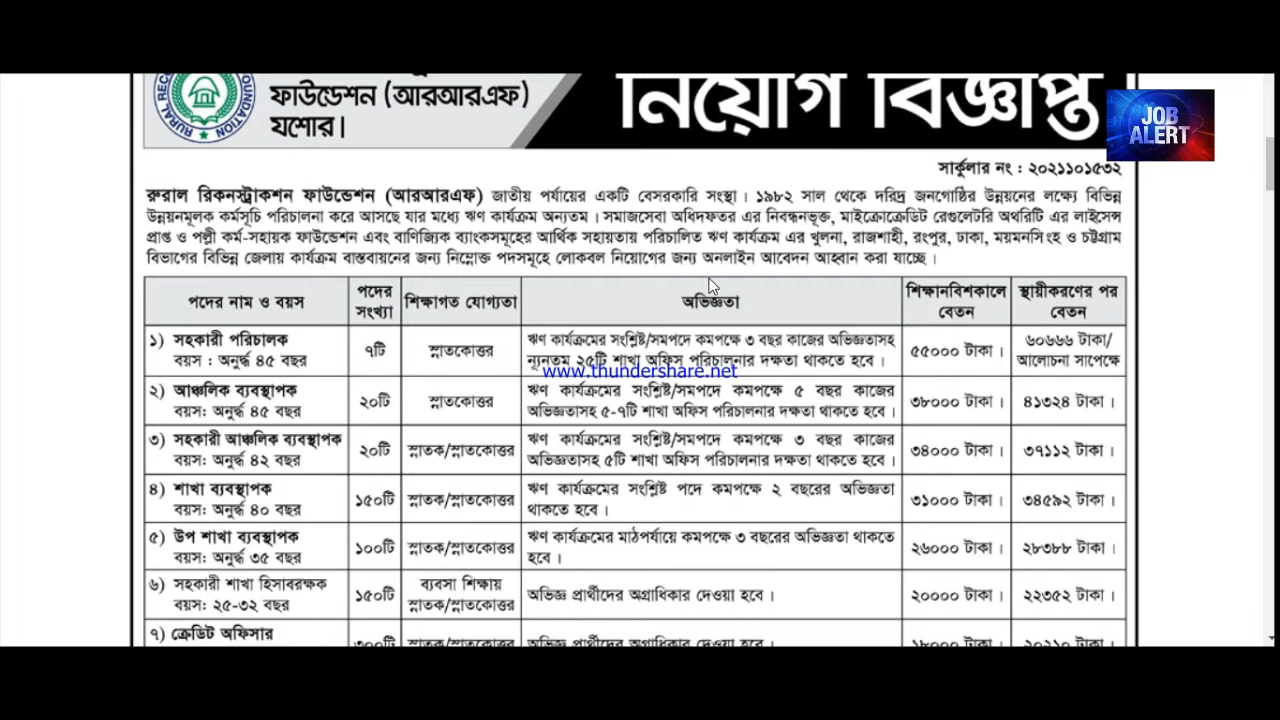 ফাউন্ডেশন (আরআরএফ)
যশোর।
নিয়োগ বিজ্ঞপ্তি
JOB
ALERT
সার্কুলার নং : ২০২১১০১৫৩২
রুরাল রিকনস্ট্রাকশন ফাউন্ডেশন (আরআরএফ) জাতীয় পর্যায়ের একটি বেসরকারি সংস্থা। ১৯৮২ সাল থেকে দরিদ্র জনগোষ্ঠির উন্নয়নের লক্ষ্যে বিভিন্ন
উন্নয়নমূলক কর্মসূচি পরিচালনা করে আসছে যার মধ্যে ঋণ কার্যক্রম অন্যতম। সমাজসেবা অধিদফতর এর নিবন্ধনভূক্ত, মাইক্রোক্রেডিট রেগুলেটরি অথরিটি এর লাইসেন্স
প্রাপ্ত ও পল্লী কর্ম-সহায়ক ফাউন্ডেশন এবং বাণিজ্যিক ব্যাংকসমূহের আর্থিক সহায়তায় পরিচালিত ঋণ কার্যক্রম এর খুলনা, রাজশাহী, রংপুর, ঢাকা, ময়মনসিংহ ও চট্টগ্রাম
বিভাগের বিভিন্ন জেলায় কার্যক্রম বাস্তবায়নের জন্য নিম্নোক্ত পদসমূহে লোকবল নিয়োগের জন্য অনলাইন আবেদন আহ্বান করা যাচ্ছে।
পদের নাম ও বয়স পদের সংখ্যা শিক্ষাগত যোগ্যতা অভিজ্ঞতা শিক্ষানবিশকালে বেতন স্থায়ীকরণের পর বেতন
১) সহকারী পরিচালক ৭টি স্নাতকোত্তর ঋণ কার্যক্রমের সংশ্লিষ্ট/সমপদে কমপক্ষে ৩ বছর কাজের অভিজ্ঞতাসহ ৫৫০০০ টাকা। ৬০৬৬৬ টাকা/
বয়স : অনুর্দ্ধ ৪৫ বছর ন্যূনতম ২৫টি শাখা অফিস পরিচালনার দক্ষতা থাকতে হবে। আলোচনা সাপেক্ষে
www.thundershare.net
২) আঞ্চলিক ব্যবস্থাপক ২০টি স্নাতকোত্তর ঋণ কার্যক্রমের সংশ্লিষ্ট/সমপদে কমপক্ষে ৫ বছর কাজের ৩৮০০০ টাকা। ৪১৩২৪ টাকা।
বয়স: অনুর্দ্ধ ৪৫ বছর অভিজ্ঞতাসহ ৫-৭টি শাখা অফিস পরিচালনার দক্ষতা থাকতে হবে।
৩) সহকারী আঞ্চলিক ব্যবস্থাপক ২০টি স্নাতক/স্নাতকোত্তর ঋণ কার্যক্রমের সংশ্লিষ্ট/সমপদে কমপক্ষে ৩ বছর কাজের ৩৪০০০ টাকা। ৩৭১১২ টাকা।
বয়স: অনুর্দ্ধ ৪২ বছর অভিজ্ঞতাসহ ৫টি শাখা অফিস পরিচালনার দক্ষতা থাকতে হবে।
৪) শাখা ব্যবস্থাপক ১৫০টি স্নাতক/স্নাতকোত্তর ঋণ কার্যক্রমের সংশ্লিষ্ট পদে কমপক্ষে ২ বছরের অভিজ্ঞতা ৩১০০০ টাকা। ৩৪৫৯২ টাকা।
বয়স: অনুর্দ্ধ ৪০ বছর থাকতে হবে।
৫) উপ শাখা ব্যবস্থাপক ১০০টি স্নাতক/স্নাতকোত্তর ঋণ কার্যক্রমের মাঠপর্যায়ে কমপক্ষে ৩ বছরের অভিজ্ঞতা থাকতে ২৬০০০ টাকা। ২৮৩৮৮ টাকা।
বয়স: অনুর্দ্ধ ৩৫ বছর হবে।
৬) সহকারী শাখা হিসাবরক্ষক ১৫০টি ব্যবসা শিক্ষায় অভিজ্ঞ প্রার্থীদের অগ্রাধিকার দেওয়া হবে। ২০০০০ টাকা। ২২৩৫২ টাকা।
বয়স: ২৫-৩২ বছর স্নাতক/স্নাতকোত্তর
৭) ক্রেডিট অফিসার ৩০০টি স্নাতক/স্নাতকোত্তর অভিজ্ঞ প্রার্থীদের অগ্রাধিকার দেওয়া হবে। ১৮০০০ টাকা। ২০২১০ টাকা।